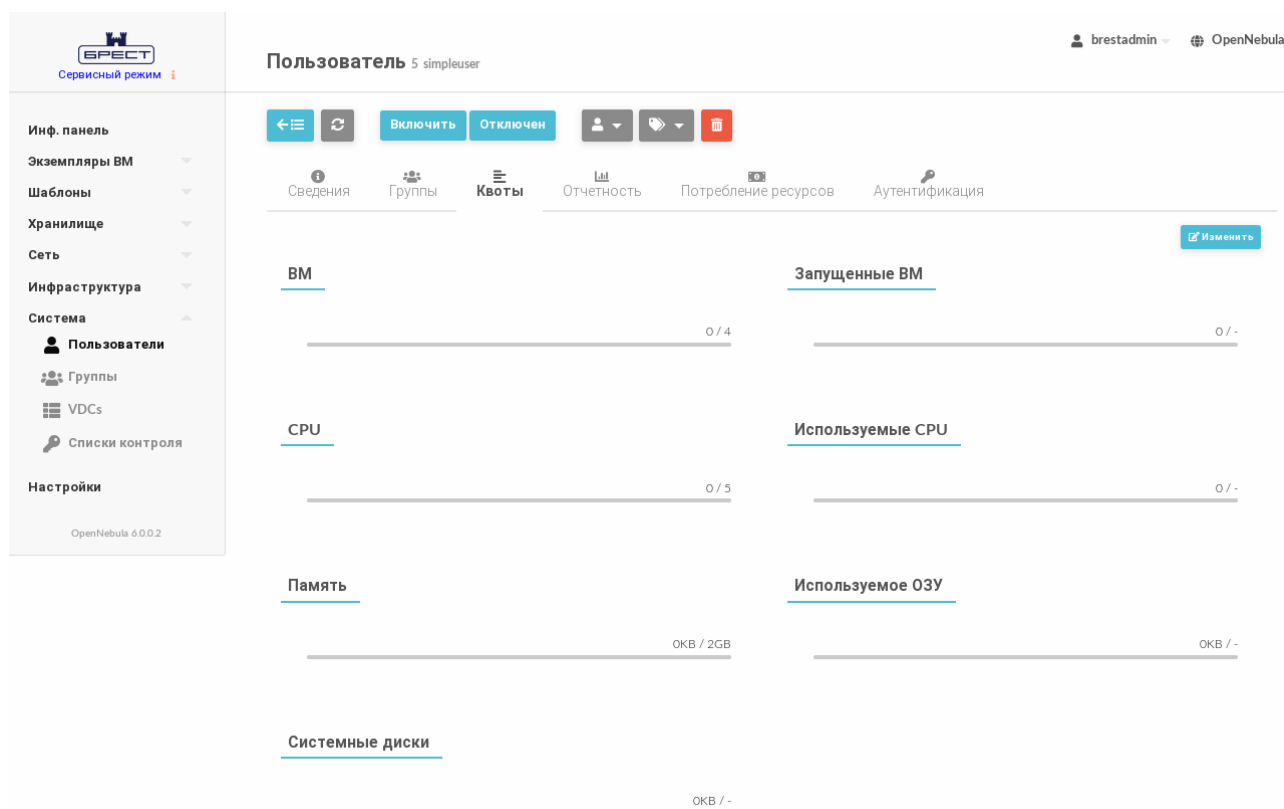 БРЕСТ
Сервисный режим
brestadmin
OpenNebula
Пользователь 5 simpleuser
Включить
Отключен
Сведения
Группы
Квоты
Отчетность
Потребление ресурсов
Аутентификация
Изменить
Инф. панель
Экземпляры ВМ
Шаблоны
Хранилище
Сеть
Инфраструктура
Система
Пользователи
Группы
VDCs
Списки контроля
Настройки
OpenNebula 6.0.0.2
ВМ
0 / 4
Запущенные ВМ
0 / -
CPU
0 / 5
Используемые CPU
0 / -
Память
0KB / 2GB
Используемое ОЗУ
0KB / -
Системные диски
0KB / -